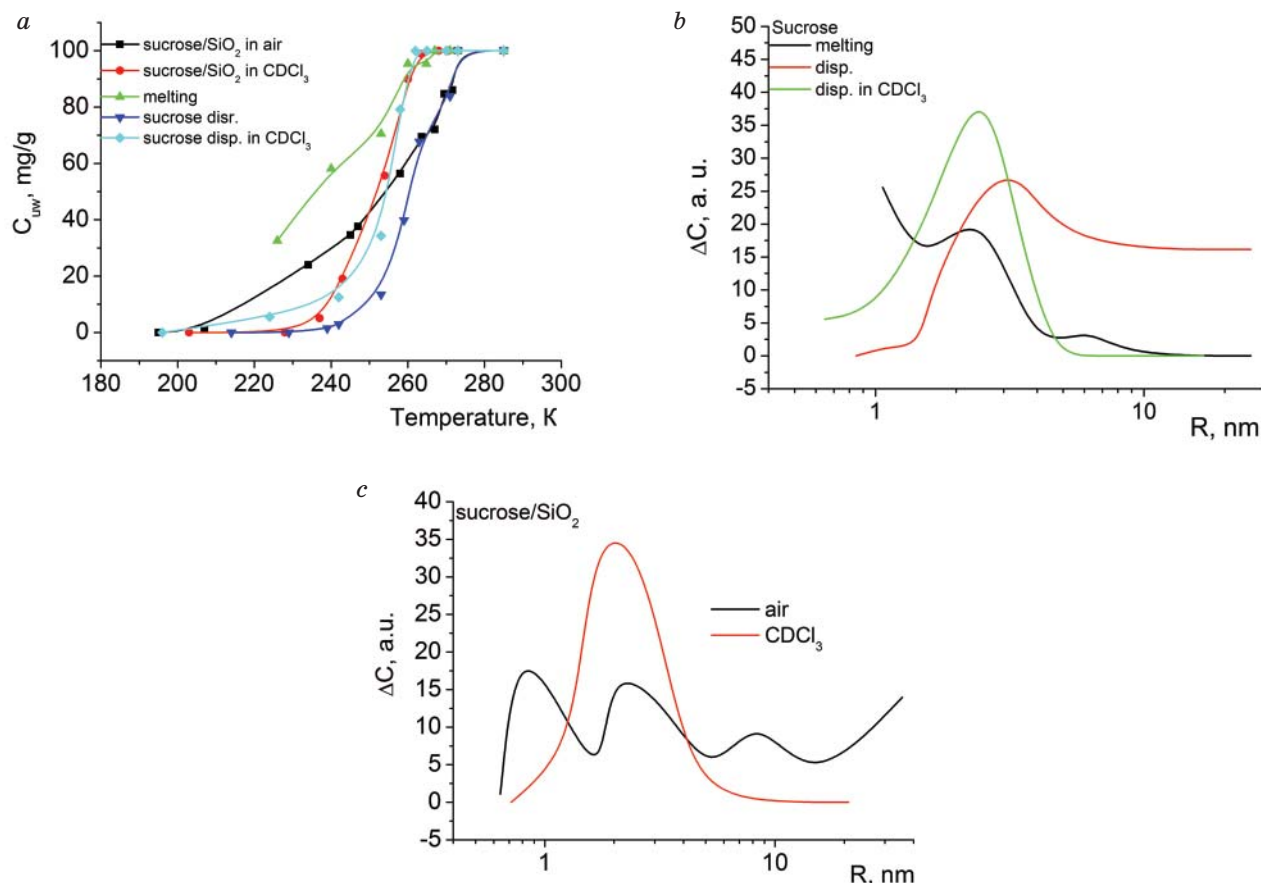 a
100
80
60
40
20
0
C_uw, mg/g
sucrose/SiO₂ in air
sucrose/SiO₂ in CDCl₃
melting
sucrose disr.
sucrose disp. in CDCl₃
180 200 220 240 260 280 300
Temperature, K
b
50
45
40
35
30
25
20
15
10
5
0
-5
ΔC, a. u.
Sucrose
melting
disp.
disp. in CDCl₃
1 10
R, nm
c
40
35
30
25
20
15
10
5
0
-5
ΔC, a.u.
sucrose/SiO₂
air
CDCl₃
1 10
R, nm